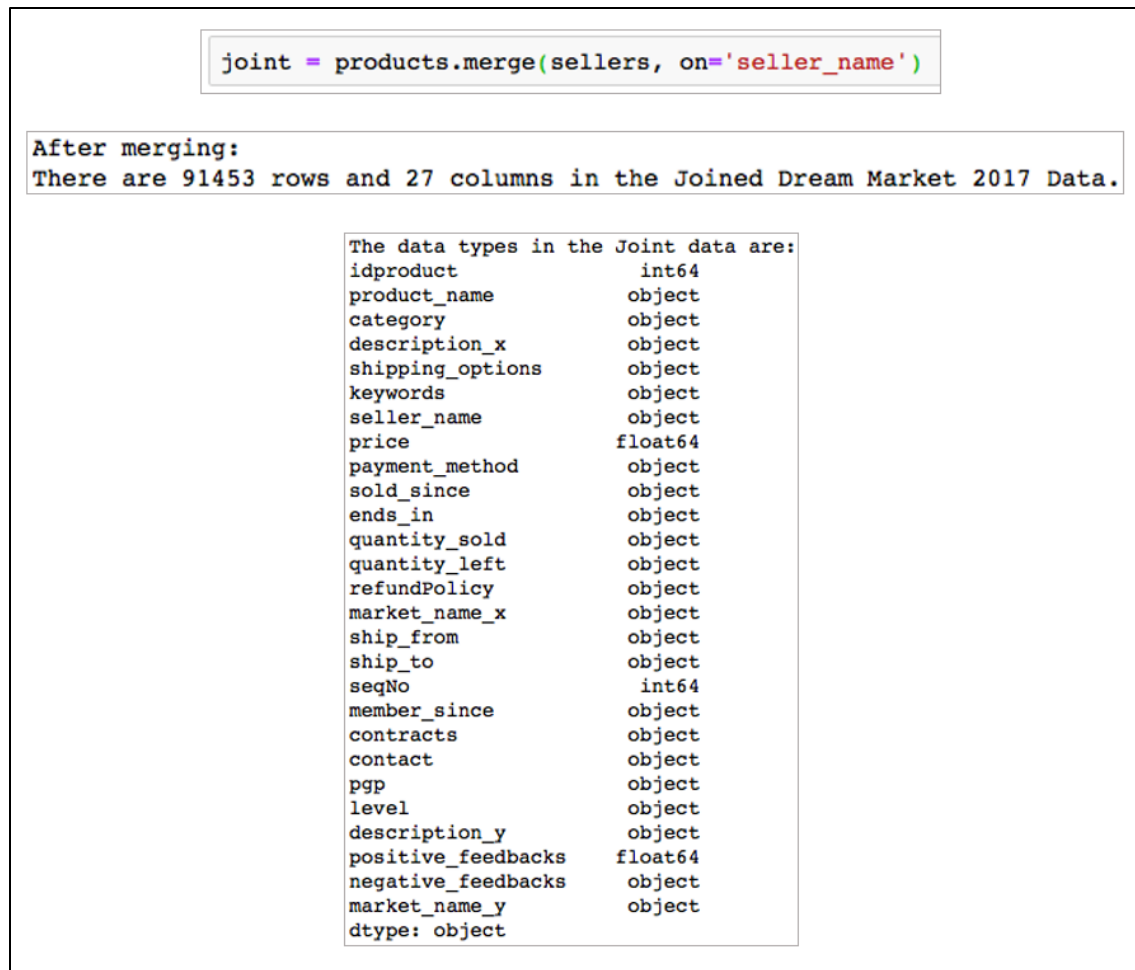 joint = products.merge(sellers, on='seller_name')
After merging:
There are 91453 rows and 27 columns in the Joined Dream Market 2017 Data.
The data types in the Joint data are:
idproduct int64
product_name object
category object
description_x object
shipping_options object
keywords object
seller_name object
price float64
payment_method object
sold_since object
ends_in object
quantity_sold object
quantity_left object
refundPolicy object
market_name_x object
ship_from object
ship_to object
seqNo int64
member_since object
contracts object
contact object
pgp object
level object
description_y object
positive_feedbacks float64
negative_feedbacks object
market_name_y object
dtype: object